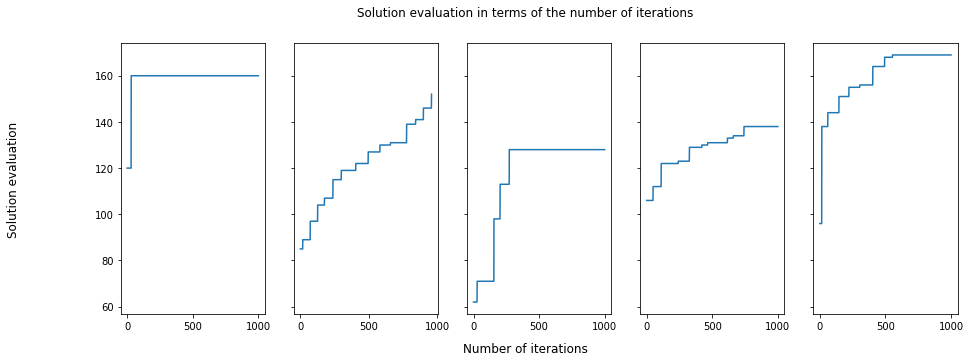 Solution evaluation in terms of the number of iterations
Solution evaluation
160
140
120
100
80
60
0 500 1000
0 500 1000
0 500 1000
0 500 1000
0 500 1000
Number of iterations